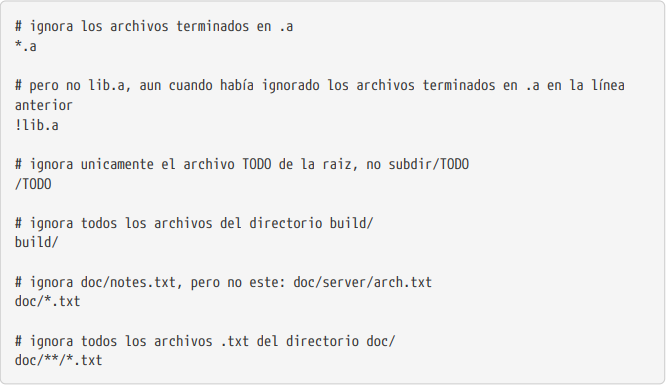 # ignora los archivos terminados en .a
*.a
# pero no lib.a, aun cuando había ignorado los archivos terminados en .a en la línea
anterior
!lib.a
# ignora unicamente el archivo TODO de la raiz, no subdir/TODO
/TODO
# ignora todos los archivos del directorio build/
build/
# ignora doc/notes.txt, pero no este: doc/server/arch.txt
doc/*.txt
# ignora todos los archivos .txt del directorio doc/
doc/**/*.txt